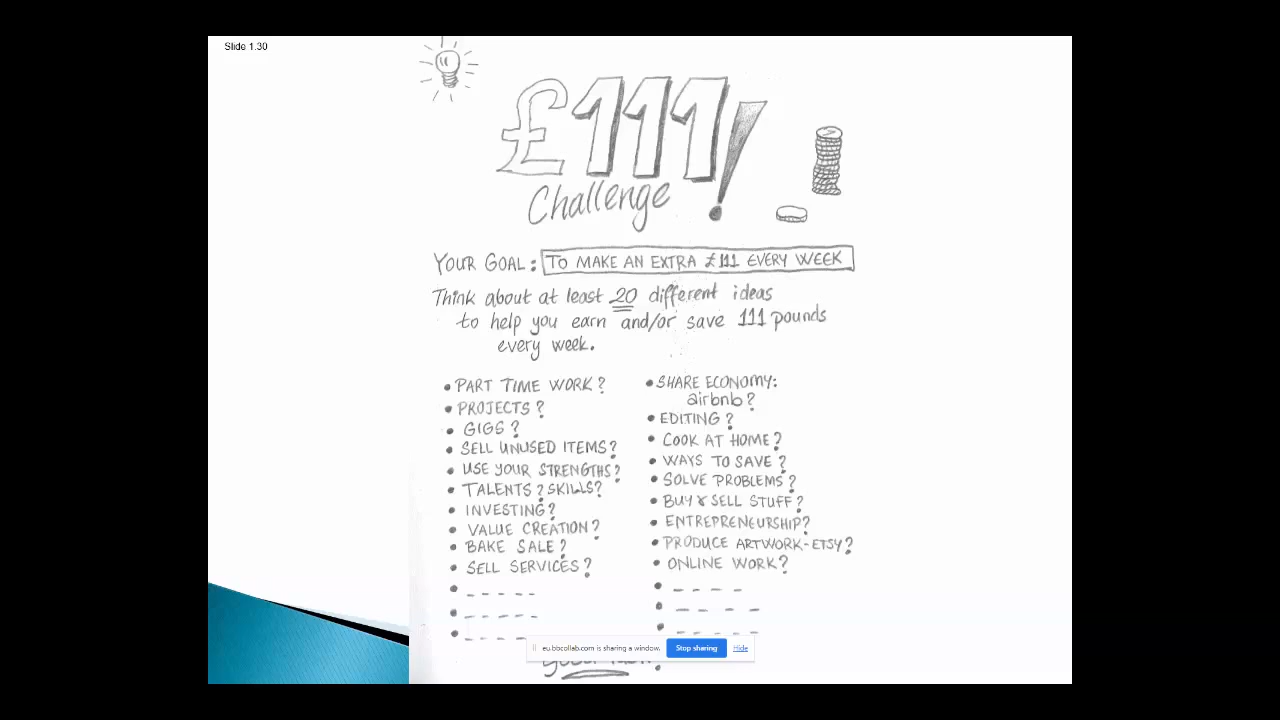 Slide 1.30
£111!
Challenge
YOUR GOAL: TO MAKE AN EXTRA £111 EVERY WEEK
Think about at least 20 different ideas
to help you earn and/or save 111 pounds
every week.
• PART TIME WORK?
• PROJECTS?
• GIGS?
• SELL UNUSED ITEMS?
• USE YOUR STRENGTHS?
• TALENTS? SKILLS?
• INVESTING?
• VALUE CREATION?
• BAKE SALE?
• SELL SERVICES?
• - - - - -
• - - - - -
• - - - -
• SHARE ECONOMY:
airbnb?
• EDITING?
• COOK AT HOME?
• WAYS TO SAVE?
• SOLVE PROBLEMS?
• BUY & SELL STUFF?
• ENTREPRENEURSHIP?
• PRODUCE ARTWORK-ETSY?
• ONLINE WORK?
• - - - -
• - - - -
• - - - - -
eu.bbcollab.com is sharing a window.
Stop sharing
Hide